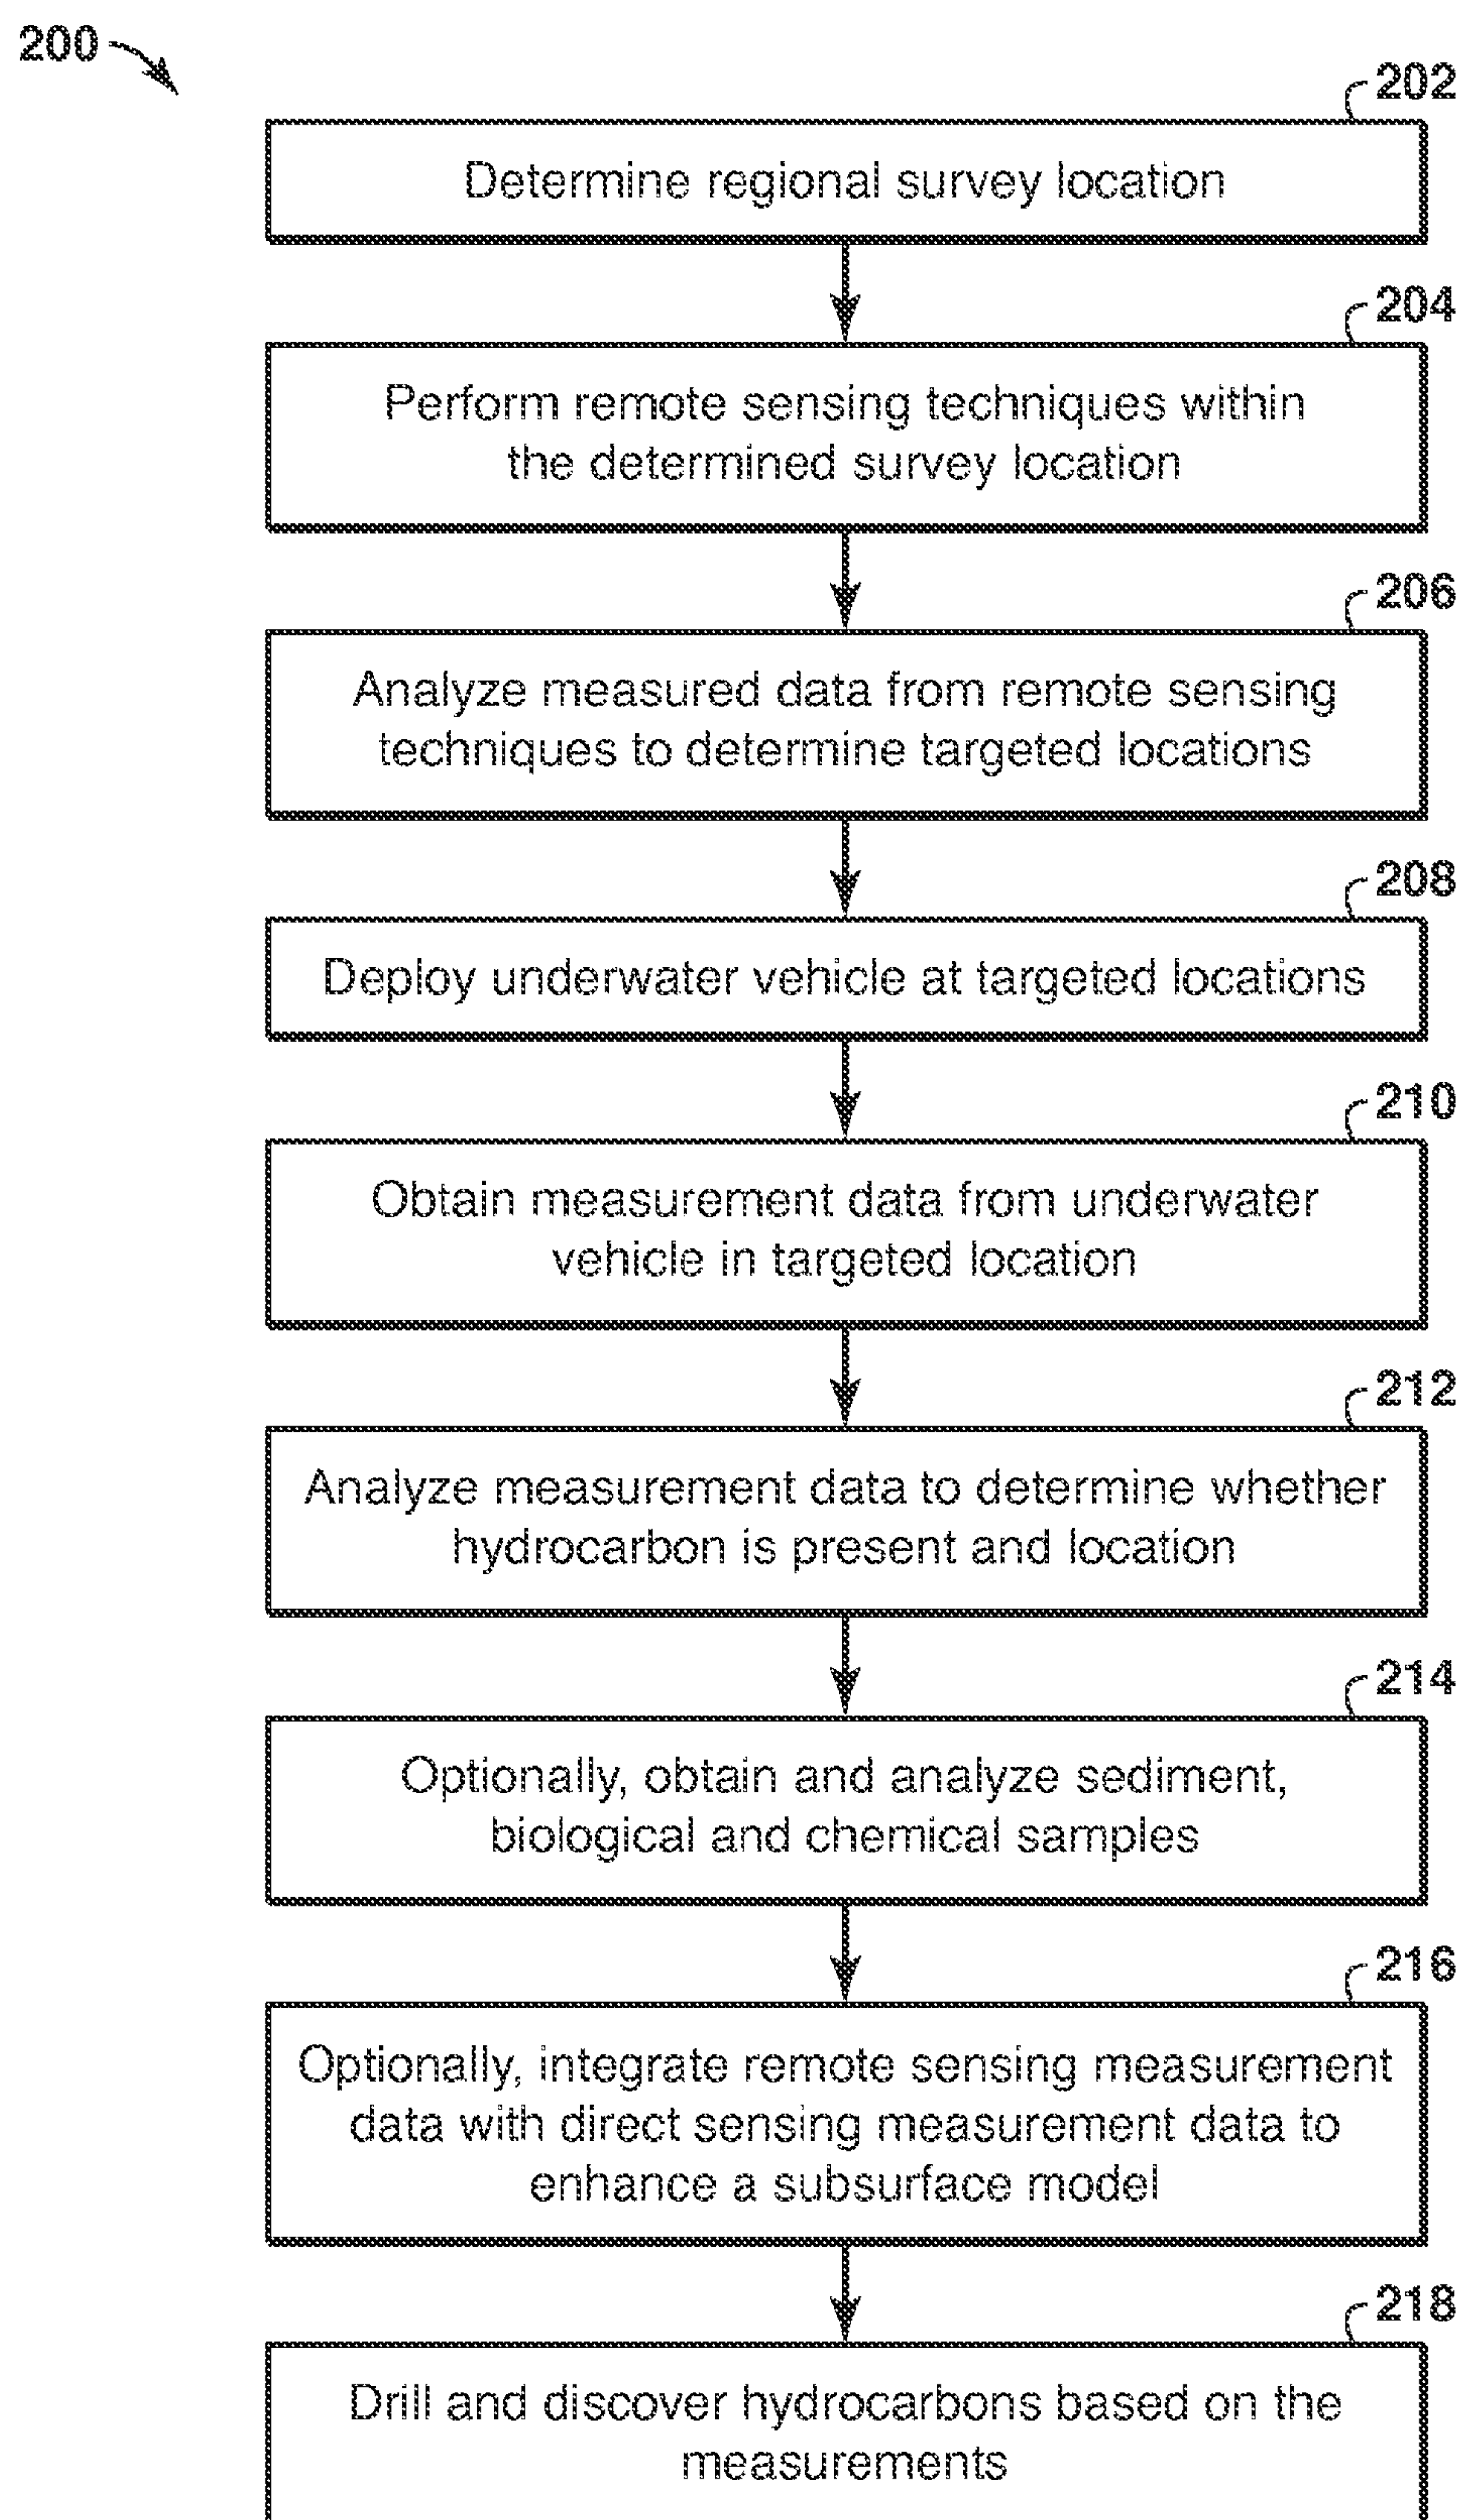 200
202
Determine regional survey location
204
Perform remote sensing techniques within
the determined survey location
206
Analyze measured data from remote sensing
techniques to determine targeted locations
208
Deploy underwater vehicle at targeted locations
210
Obtain measurement data from underwater
vehicle in targeted location
212
Analyze measurement data to determine whether
hydrocarbon is present and location
214
Optionally, obtain and analyze sediment,
biological and chemical samples
216
Optionally, integrate remote sensing measurement
data with direct sensing measurement data to
enhance a subsurface model
218
Drill and discover hydrocarbons based on the
measurements